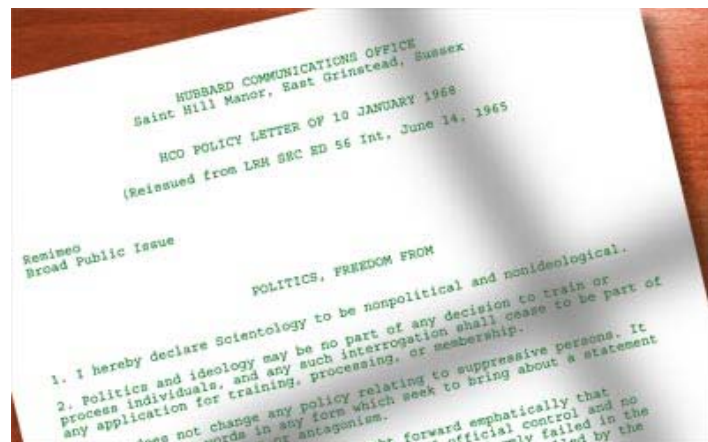 HUBBARD COMMUNICATIONS OFFICE
Saint Hill Manor, East Grinstead, Sussex
HCO POLICY LETTER OF 10 JANUARY 1968
(Reissued from LRH SEC ED 56 Int, June 14, 1965
Remimeo
Broad Public Issue
POLITICS, FREEDOM FROM
1. I hereby declare Scientology to be nonpolitical and nonideological.
2. Politics and ideology may be no part of any decision to train or
process individuals, and any such interrogation shall cease to be part of
any application for training, processing, or membership.
does not change any policy relating to suppressive persons. It
words in any form which seek to bring about a statement
or antagonism.
forward emphatically that
official control and no
failed in the
by the